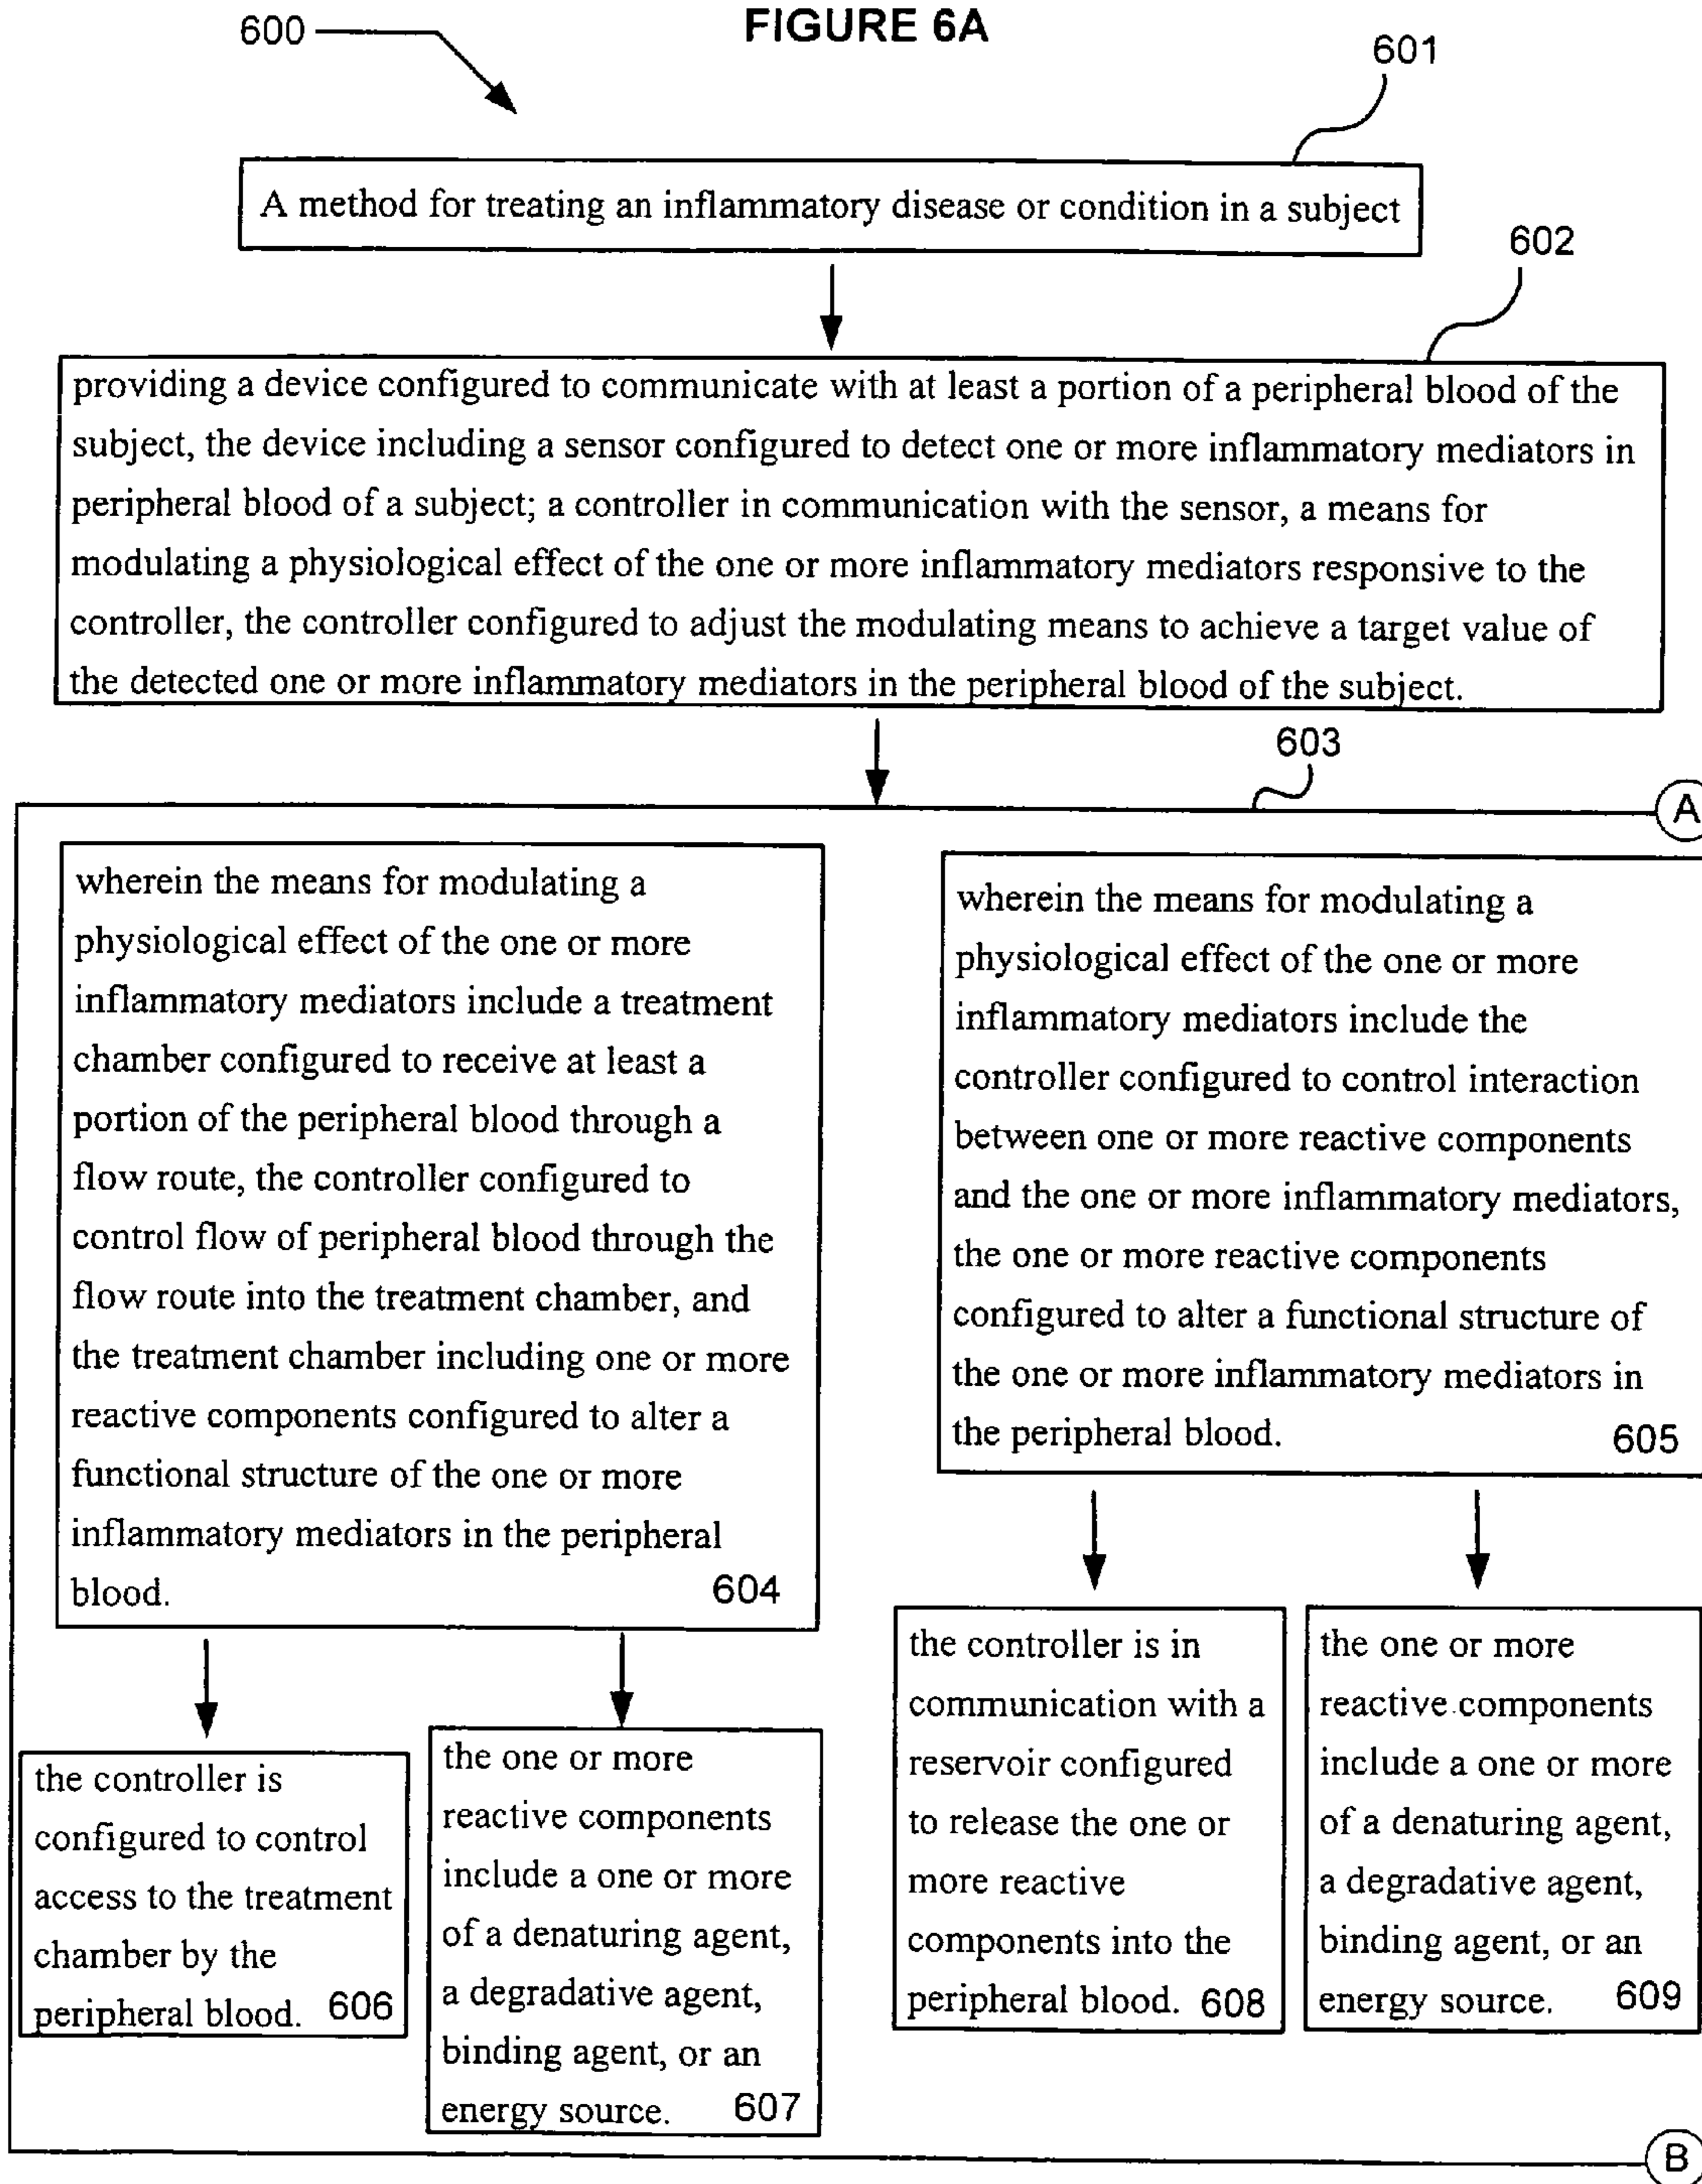 FIGURE 6A
600
601
A method for treating an inflammatory disease or condition in a subject
602
providing a device configured to communicate with at least a portion of a peripheral blood of the
subject, the device including a sensor configured to detect one or more inflammatory mediators in
peripheral blood of a subject; a controller in communication with the sensor, a means for
modulating a physiological effect of the one or more inflammatory mediators responsive to the
controller, the controller configured to adjust the modulating means to achieve a target value of
the detected one or more inflammatory mediators in the peripheral blood of the subject.
603
A
wherein the means for modulating a
physiological effect of the one or more
inflammatory mediators include a treatment
chamber configured to receive at least a
portion of the peripheral blood through a
flow route, the controller configured to
control flow of peripheral blood through the
flow route into the treatment chamber, and
the treatment chamber including one or more
reactive components configured to alter a
functional structure of the one or more
inflammatory mediators in the peripheral
blood. 604
wherein the means for modulating a
physiological effect of the one or more
inflammatory mediators include the
controller configured to control interaction
between one or more reactive components
and the one or more inflammatory mediators,
the one or more reactive components
configured to alter a functional structure of
the one or more inflammatory mediators in
the peripheral blood. 605
the controller is
configured to control
access to the treatment
chamber by the
peripheral blood. 606
the one or more
reactive components
include a one or more
of a denaturing agent,
a degradative agent,
binding agent, or an
energy source. 607
the controller is in
communication with a
reservoir configured
to release the one or
more reactive
components into the
peripheral blood. 608
the one or more
reactive components
include a one or more
of a denaturing agent,
a degradative agent,
binding agent, or an
energy source. 609
B